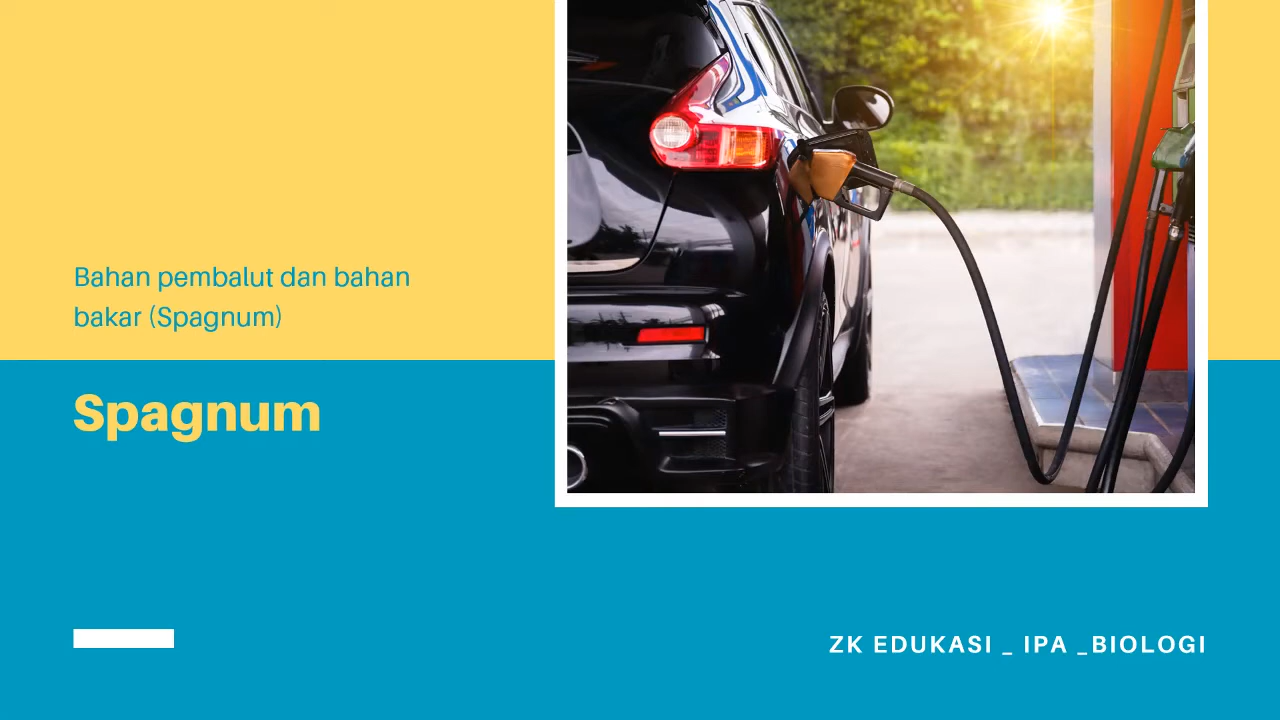 Bahan pembalut dan bahan
bakar (Spagnum)
Spagnum
ZK EDUKASI _ IPA _BIOLOGI